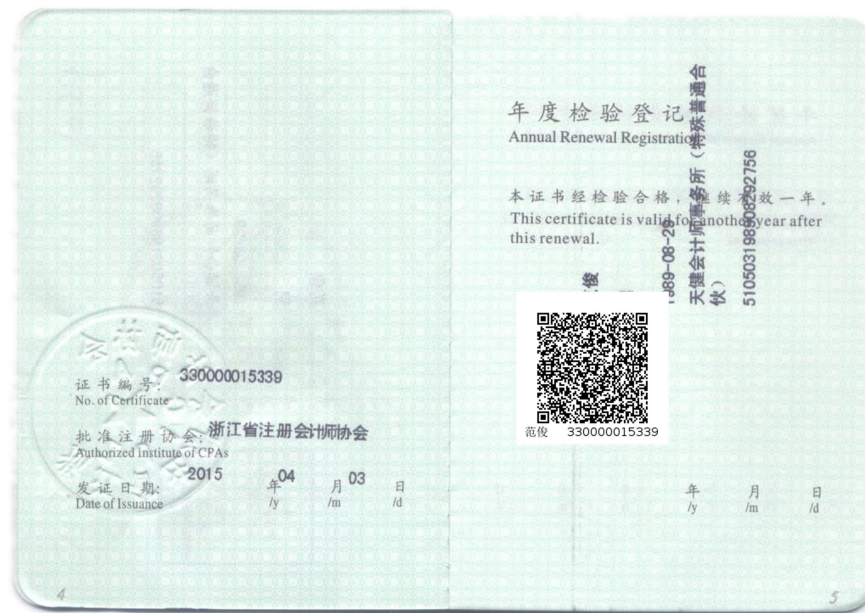 证书编号: 330000015339
No. of Certificate
批准注册协会: 浙江省注册会计师协会
Authorized institute of CPAs
发证日期: 2015 年 04 月 03 日
Date of Issuance /y /m /d
4
年度检验登记
Annual Renewal Registration
本证书经检验合格，继续有效一年。
This certificate is valid for another year after
this renewal.
俊
989-08-29
天健会计师事务所（特殊普通合
伙）
510503198908292756
范俊 330000015339
年 月 日
/y /m /d
5